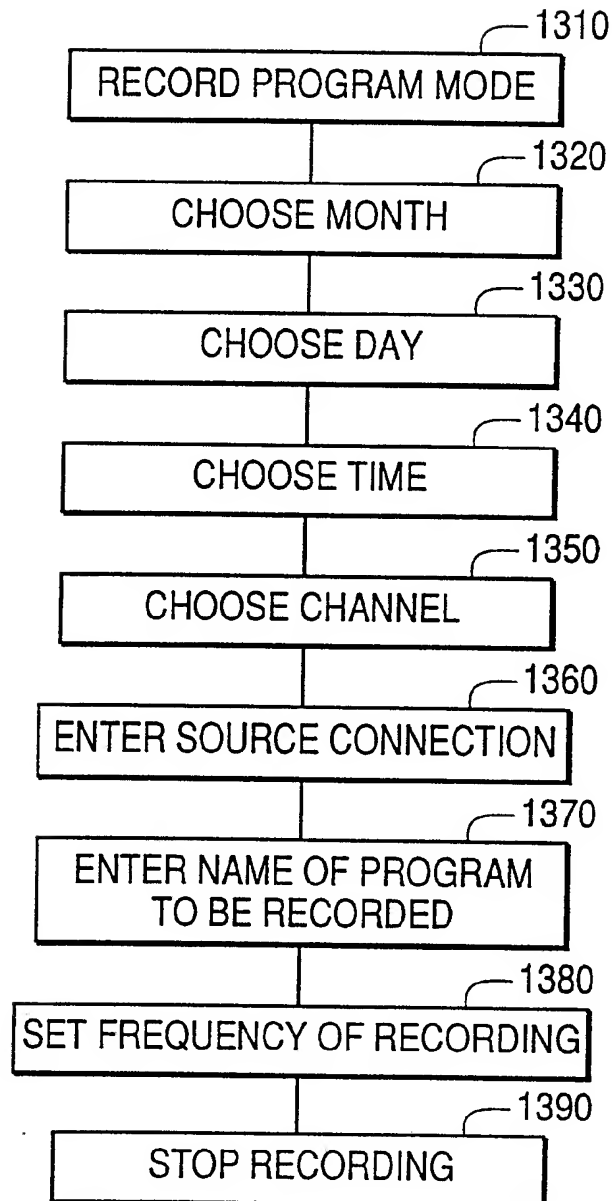 1310
RECORD PROGRAM MODE
1320
CHOOSE MONTH
1330
CHOOSE DAY
1340
CHOOSE TIME
1350
CHOOSE CHANNEL
1360
ENTER SOURCE CONNECTION
1370
ENTER NAME OF PROGRAM
TO BE RECORDED
1380
SET FREQUENCY OF RECORDING
1390
STOP RECORDING